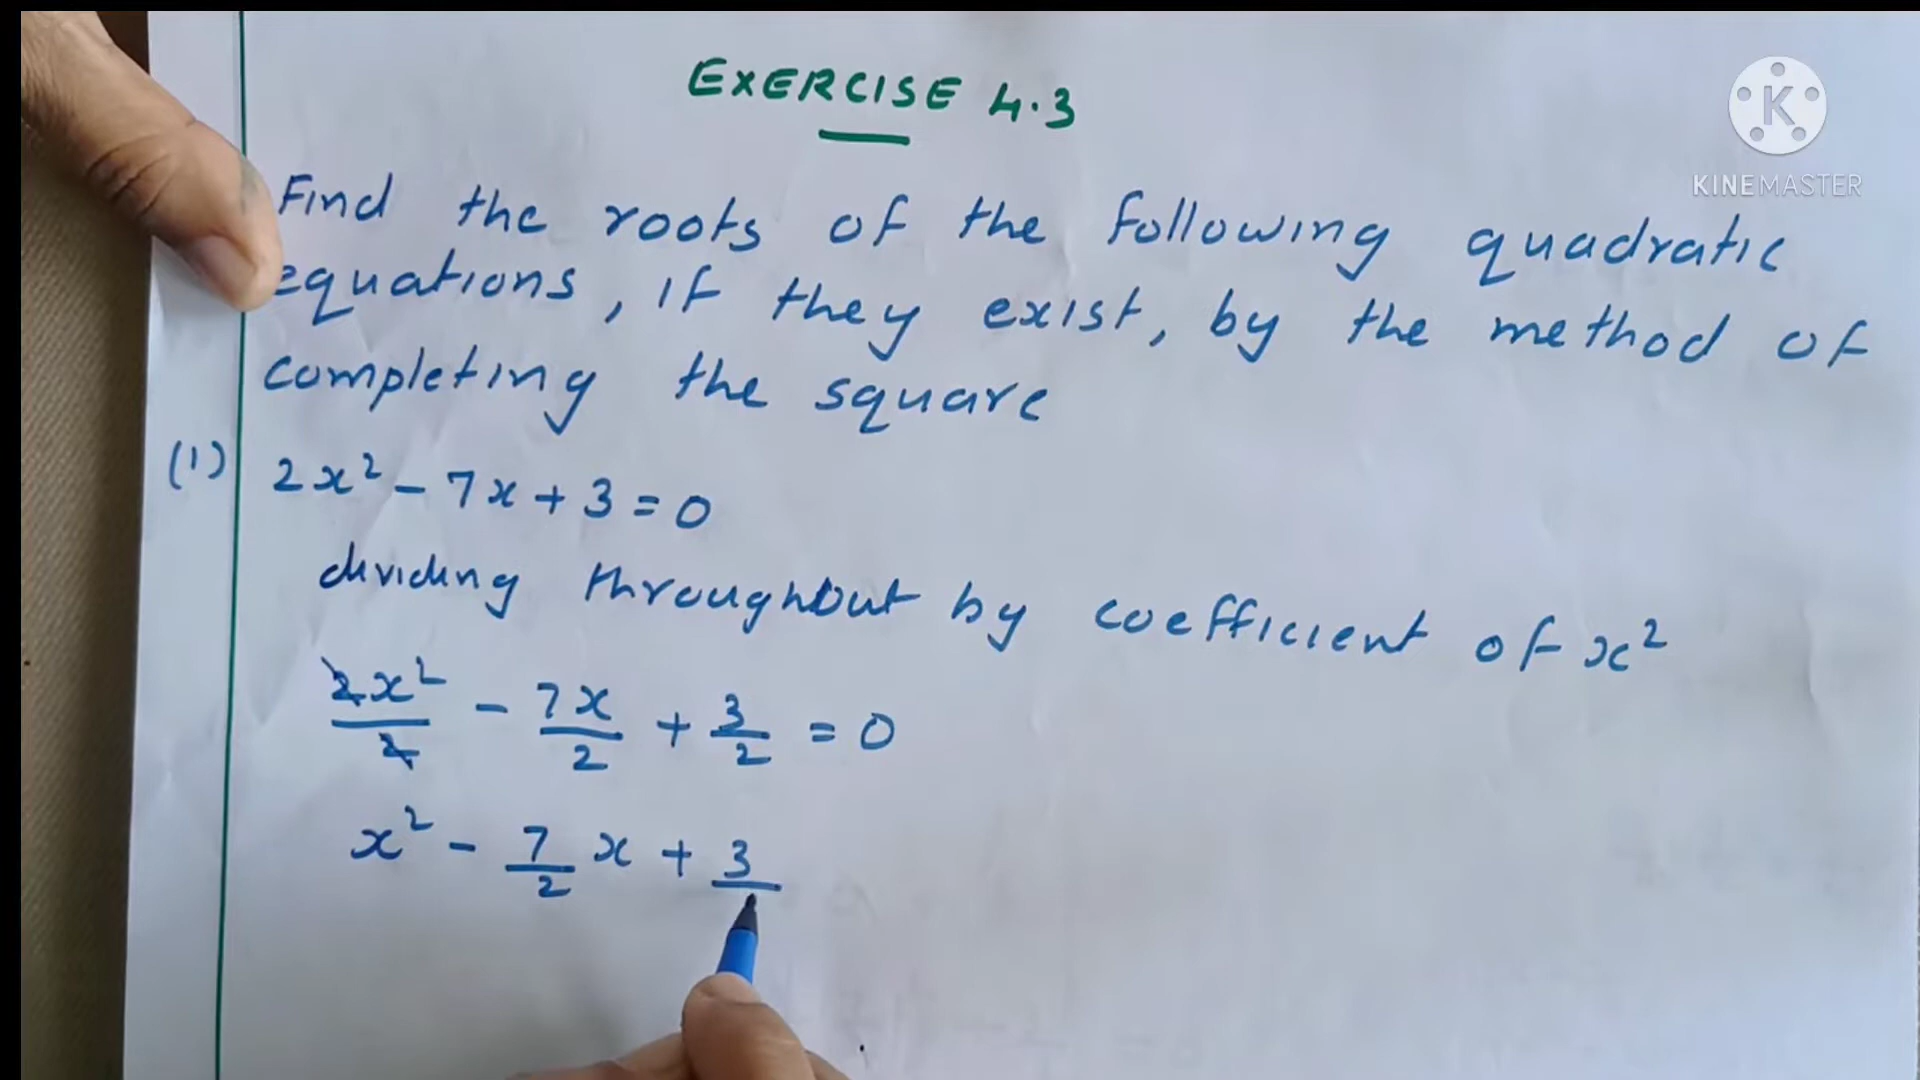 EXERCISE 4.3
K
KINEMASTER
Find the roots of the following quadratic
equations, if they exist, by the method of
completing the square
(1) 2x² - 7x + 3 = 0
dividing throughout by coefficient of x²
2x²/2 - 7x/2 + 3/2 = 0
x² - 7/2 x + 3